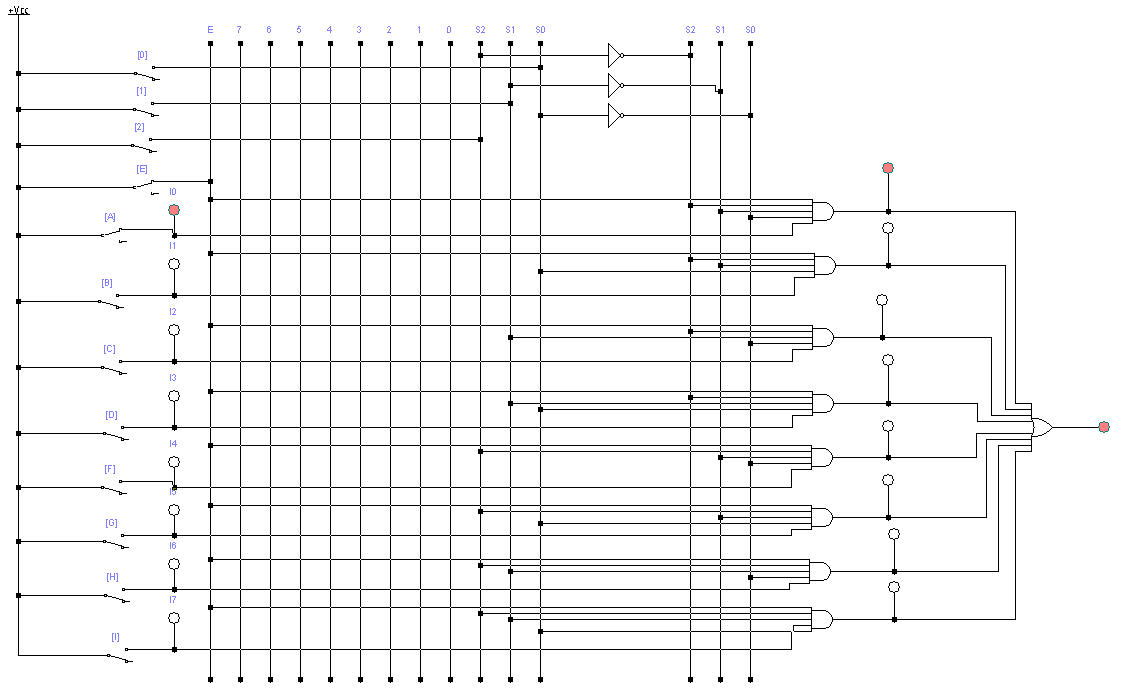 +Vcc
E 7 6 5 4 3 2 1 0 S2 S1 S0 S2 S1 S0
[0]
[1]
[2]
[E]
I0
[A]
I1
[B]
I2
[C]
I3
[D]
I4
[F]
I5
[G]
I6
[H]
I7
[I]